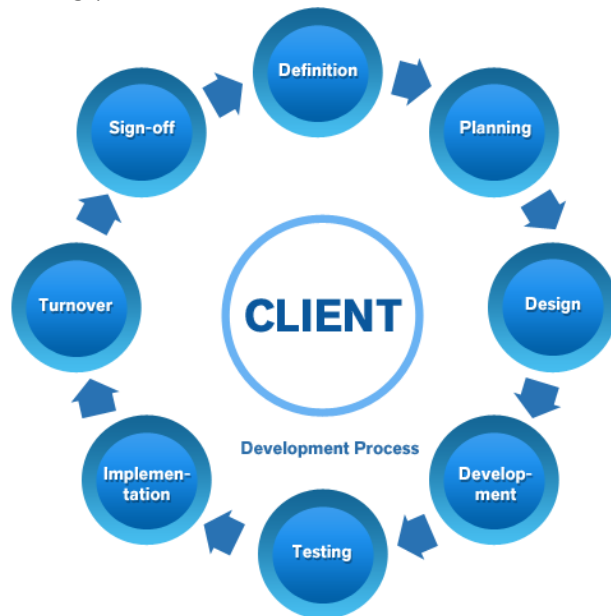 Definition
Sign-off
Planning
Turnover
CLIENT
Design
Development Process
Implemen-
tation
Develop-
ment
Testing